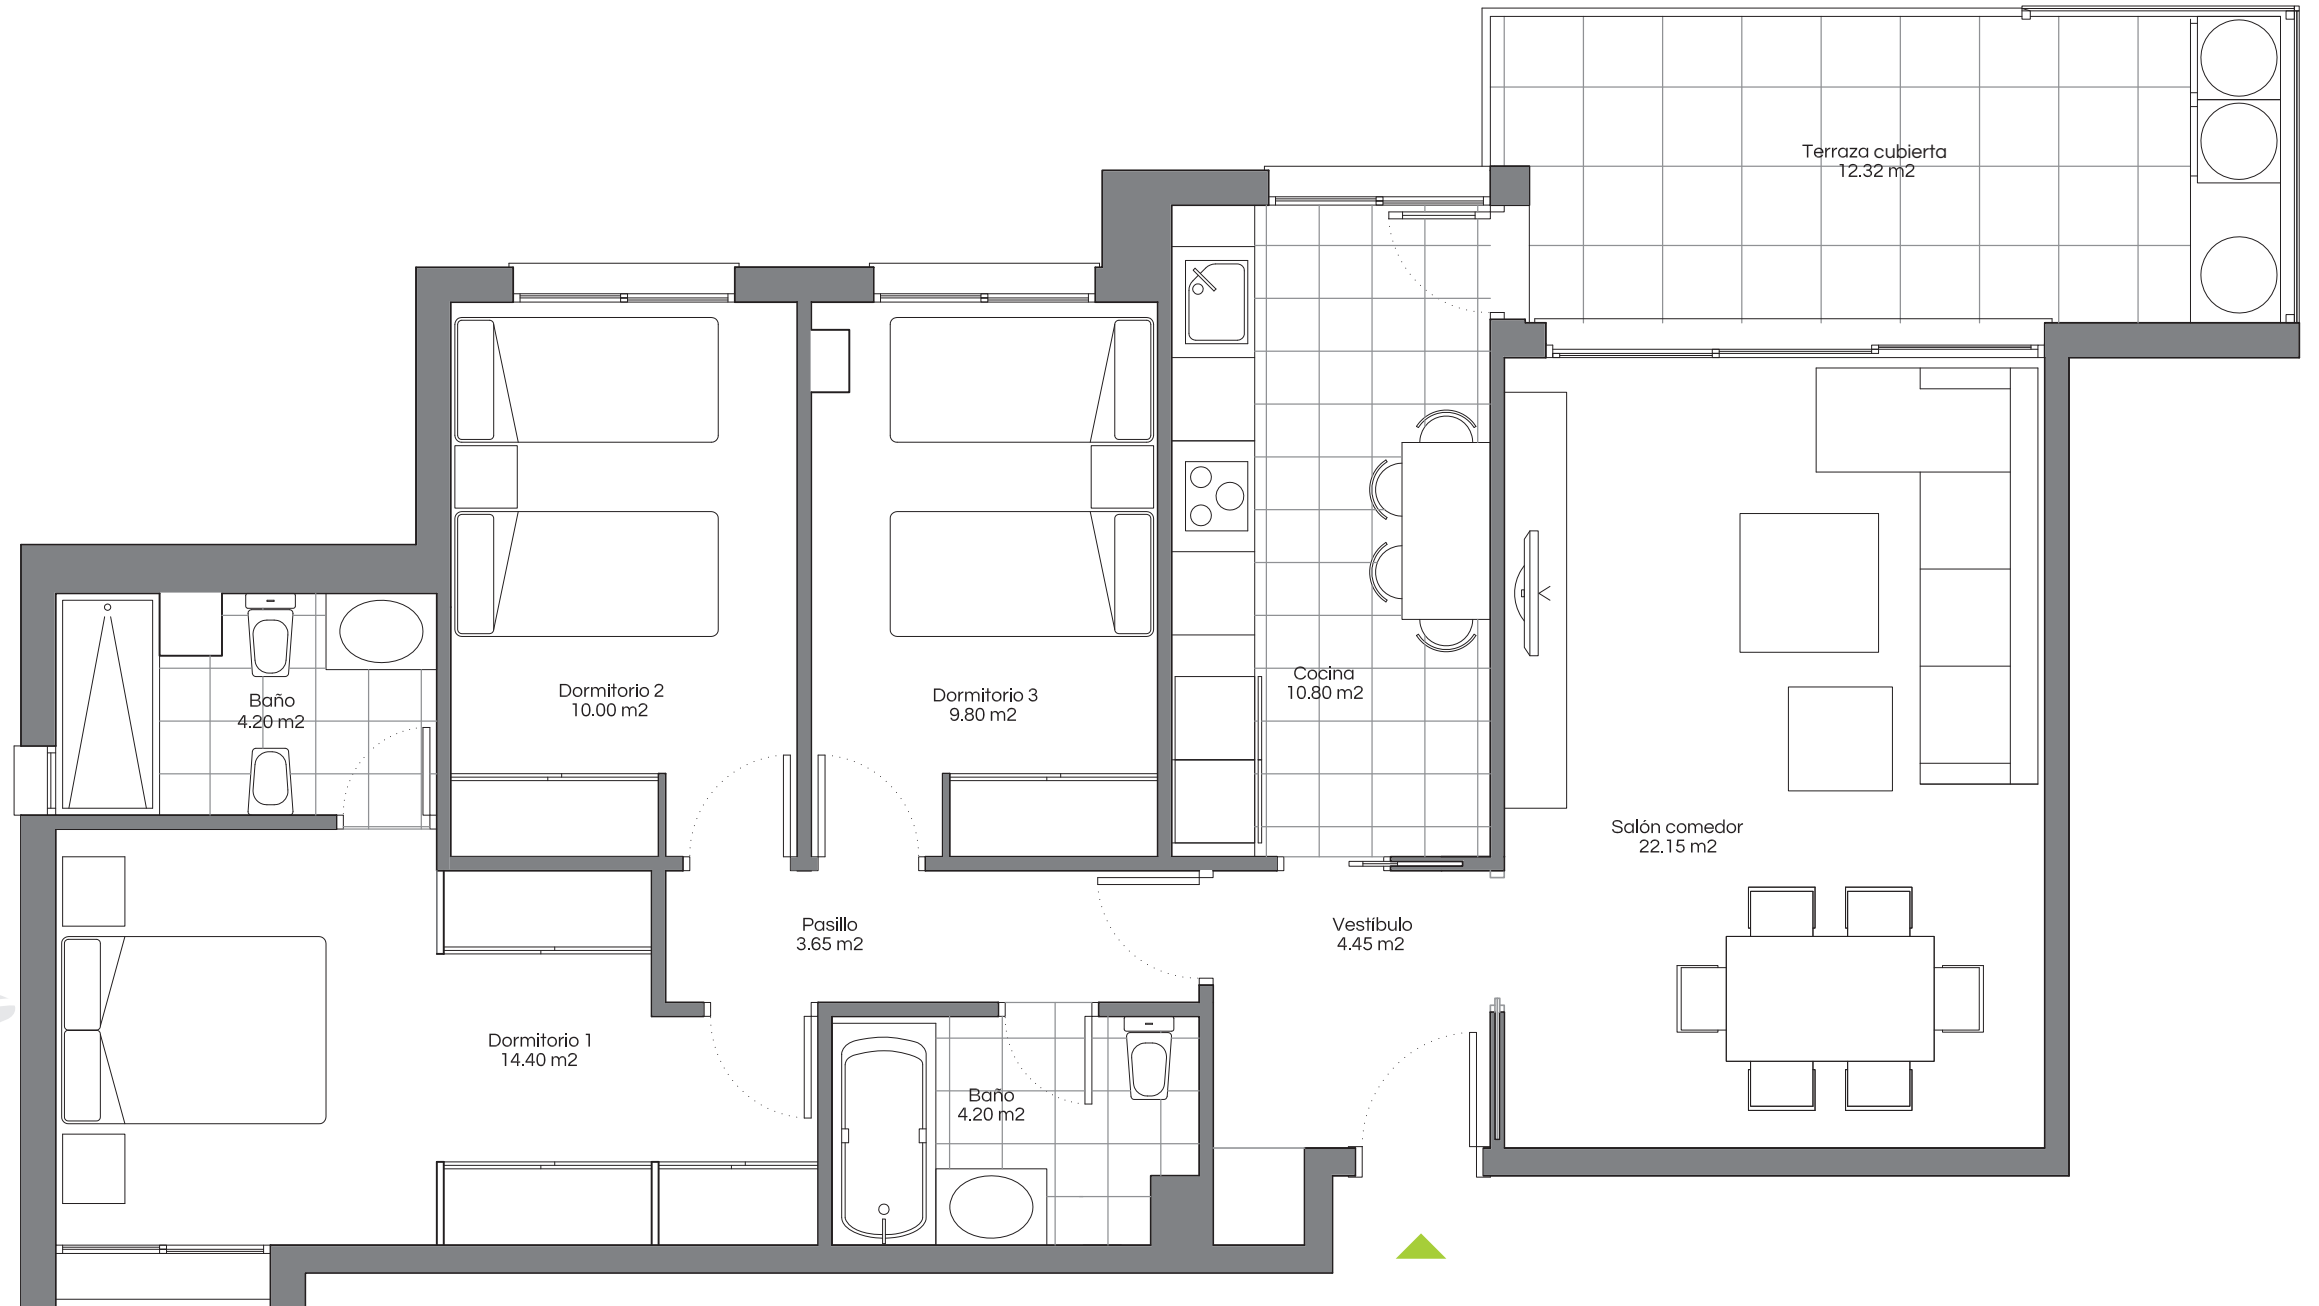 Terraza cubierta
12.32 m2
Dormitorio 2
10.00 m2
Dormitorio 3
9.80 m2
Cocina
10.80 m2
Baño
4.20 m2
Salón comedor
22.15 m2
Pasillo
3.65 m2
Vestíbulo
4.45 m2
Dormitorio 1
14.40 m2
Baño
4.20 m2